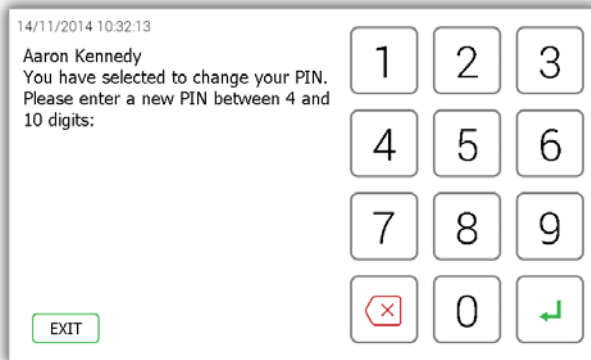 14/11/2014 10:32:13
Aaron Kennedy
You have selected to change your PIN.
Please enter a new PIN between 4 and
10 digits:
1 2 3
4 5 6
7 8 9
0
EXIT